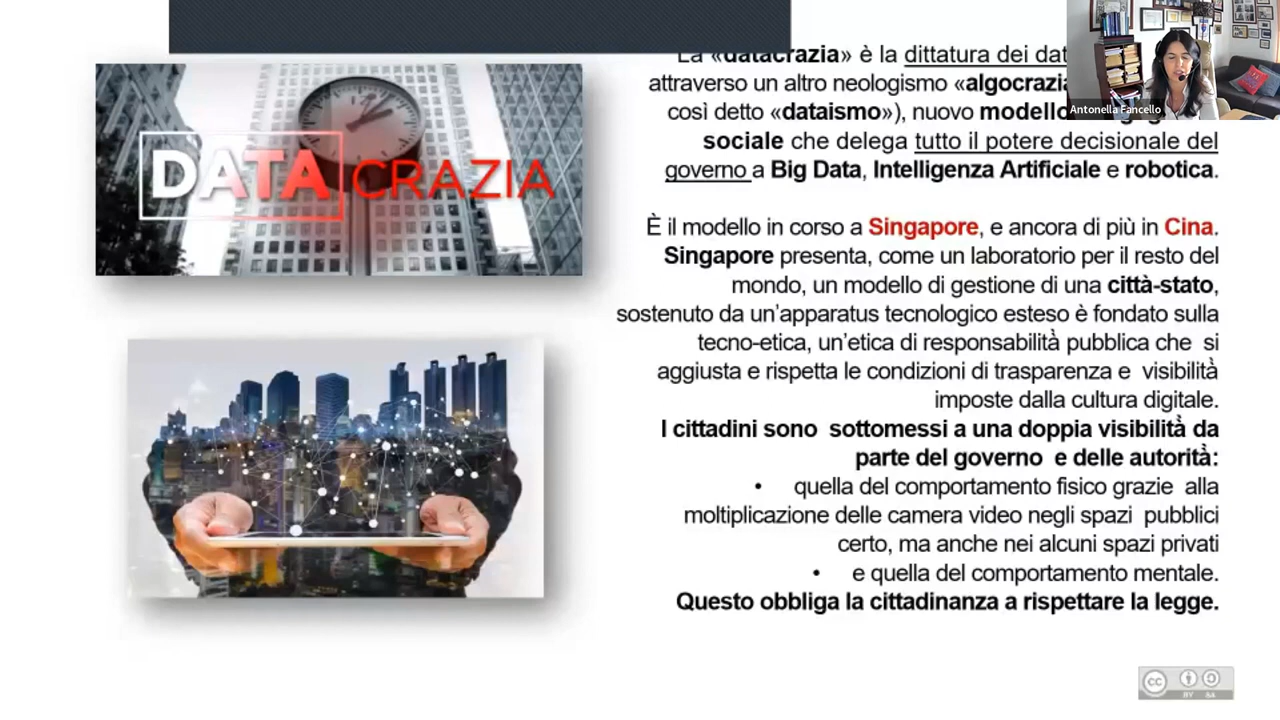 DATA CRAZIA
La «datacrazia» è la dittatura dei
attraverso un altro neologismo
così detto «dataismo»), nuovo modello
sociale che delega tutto il potere decisionale del
governo a Big Data, Intelligenza Artificiale e robotica.
È il modello in corso a Singapore, e ancora di più in Cina.
Singapore presenta, come un laboratorio per il resto del
mondo, un modello di gestione di una città-stato,
sostenuto da un'apparatus tecnologico esteso è fondato sulla
tecno-etica, un'etica di responsabilità̀ pubblica che si
aggiusta e rispetta le condizioni di trasparenza e visibilità̀
imposte dalla cultura digitale.
I cittadini sono sottomessi a una doppia visibilità̀ da
parte del governo e delle autorità̀:
• quella del comportamento fisico grazie alla
moltiplicazione delle camera video negli spazi pubblici
certo, ma anche nei alcuni spazi privati
• e quella del comportamento mentale.
Questo obbliga la cittadinanza a rispettare la legge.
Antonella Fancello
cc BY SA